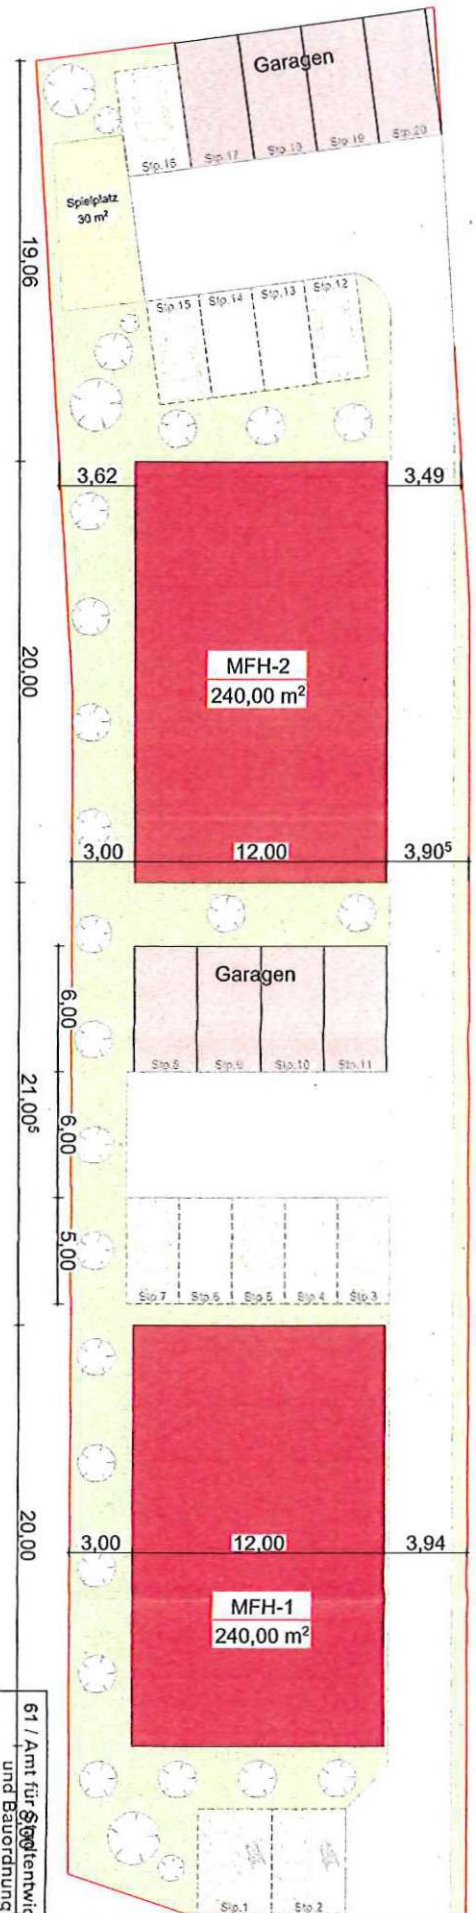 Garagen
Stp.16
Stp.17
Stp.18
Stp.19
Stp.20
Spielplatz
30 m²
19,06
Stp.15
Stp.14
Stp.13
Stp.12
3,62
3,49
MFH-2
240,00 m²
20,00
3,00
12,00
3,90⁵
Garagen
6,00
Stp.8
Stp.9
Stp.10
Stp.11
21,00⁵
6,00
5,00
Stp.7
Stp.6
Stp.5
Stp.4
Stp.3
20,00
3,00
12,00
3,94
MFH-1
240,00 m²
61 / Amt für
und Bauordnung
Stp.1
Stp.2